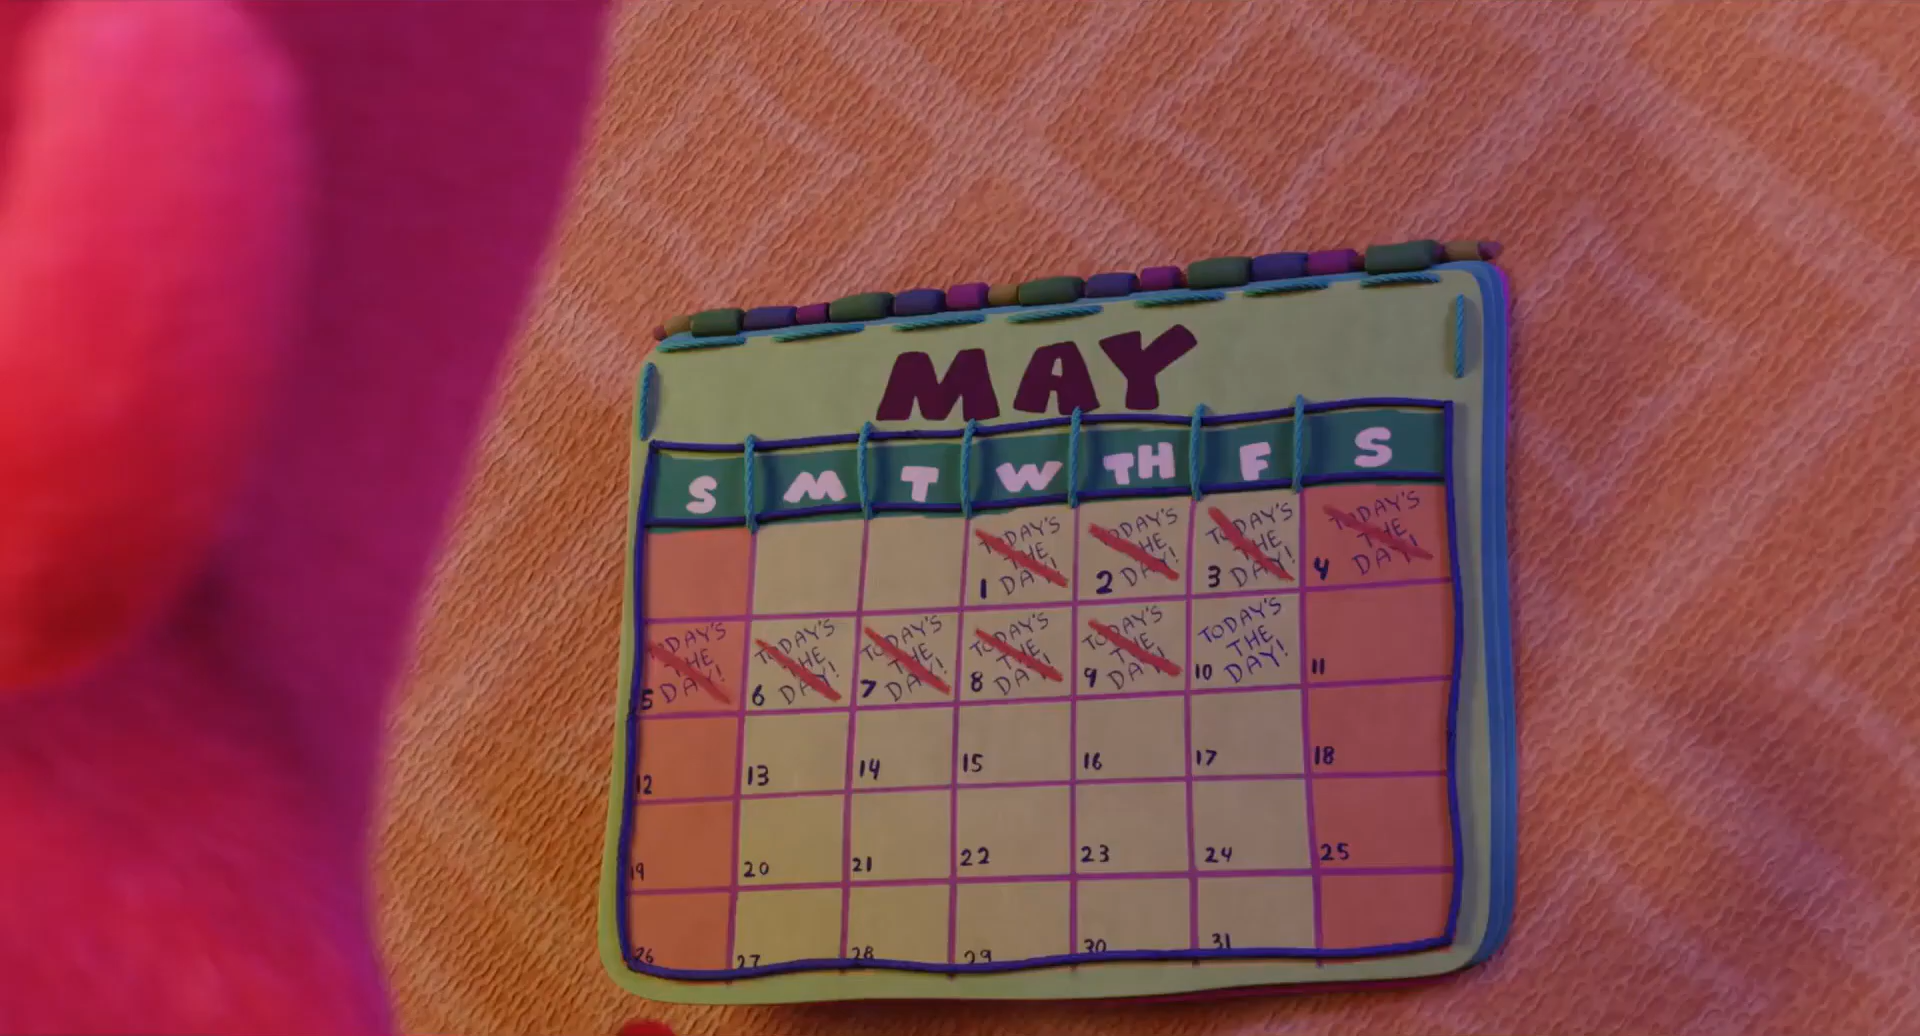 MAY
S M T W TH F S
TODAY'S TODAY'S TODAY'S TODAY'S
THE THE THE THE
1 DAY! 2 DAY! 3 DAY! 4 DAY!
TODAY'S TODAY'S TODAY'S TODAY'S TODAY'S TODAY'S
THE THE THE THE THE THE
5 DAY! 6 DAY! 7 DAY! 8 DAY! 9 DAY! 10 DAY! 11
12 13 14 15 16 17 18
19 20 21 22 23 24 25
26 27 28 29 30 31